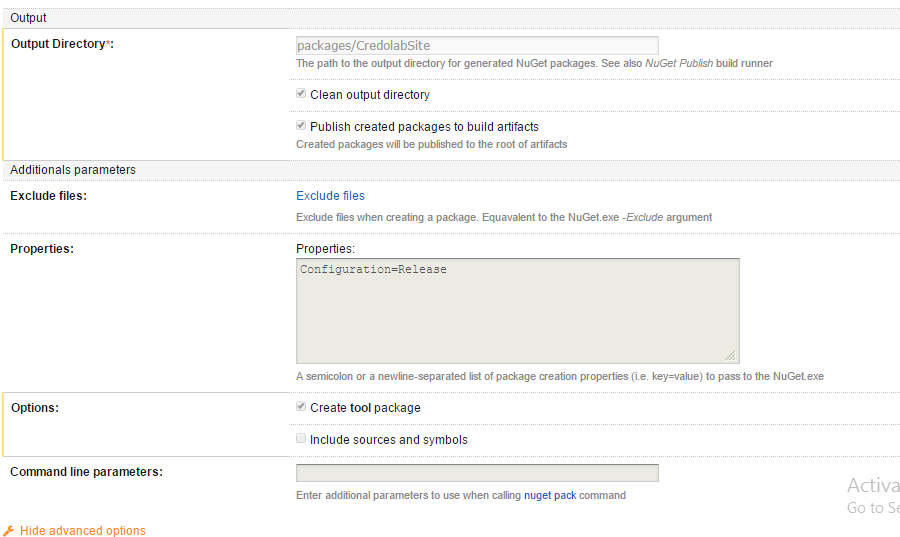 Output
Output Directory*:
packages/CredolabSite
The path to the output directory for generated NuGet packages. See also NuGet Publish build runner
Clean output directory
Publish created packages to build artifacts
Created packages will be published to the root of artifacts
Additionals parameters
Exclude files:
Exclude files
Exclude files when creating a package. Equavalent to the NuGet.exe -Exclude argument
Properties:
Properties:
Configuration=Release
A semicolon or a newline-separated list of package creation properties (i.e. key=value) to pass to the NuGet.exe
Options:
Create tool package
Include sources and symbols
Command line parameters:
Enter additional parameters to use when calling nuget pack command
Activa
Go to Se
Hide advanced options